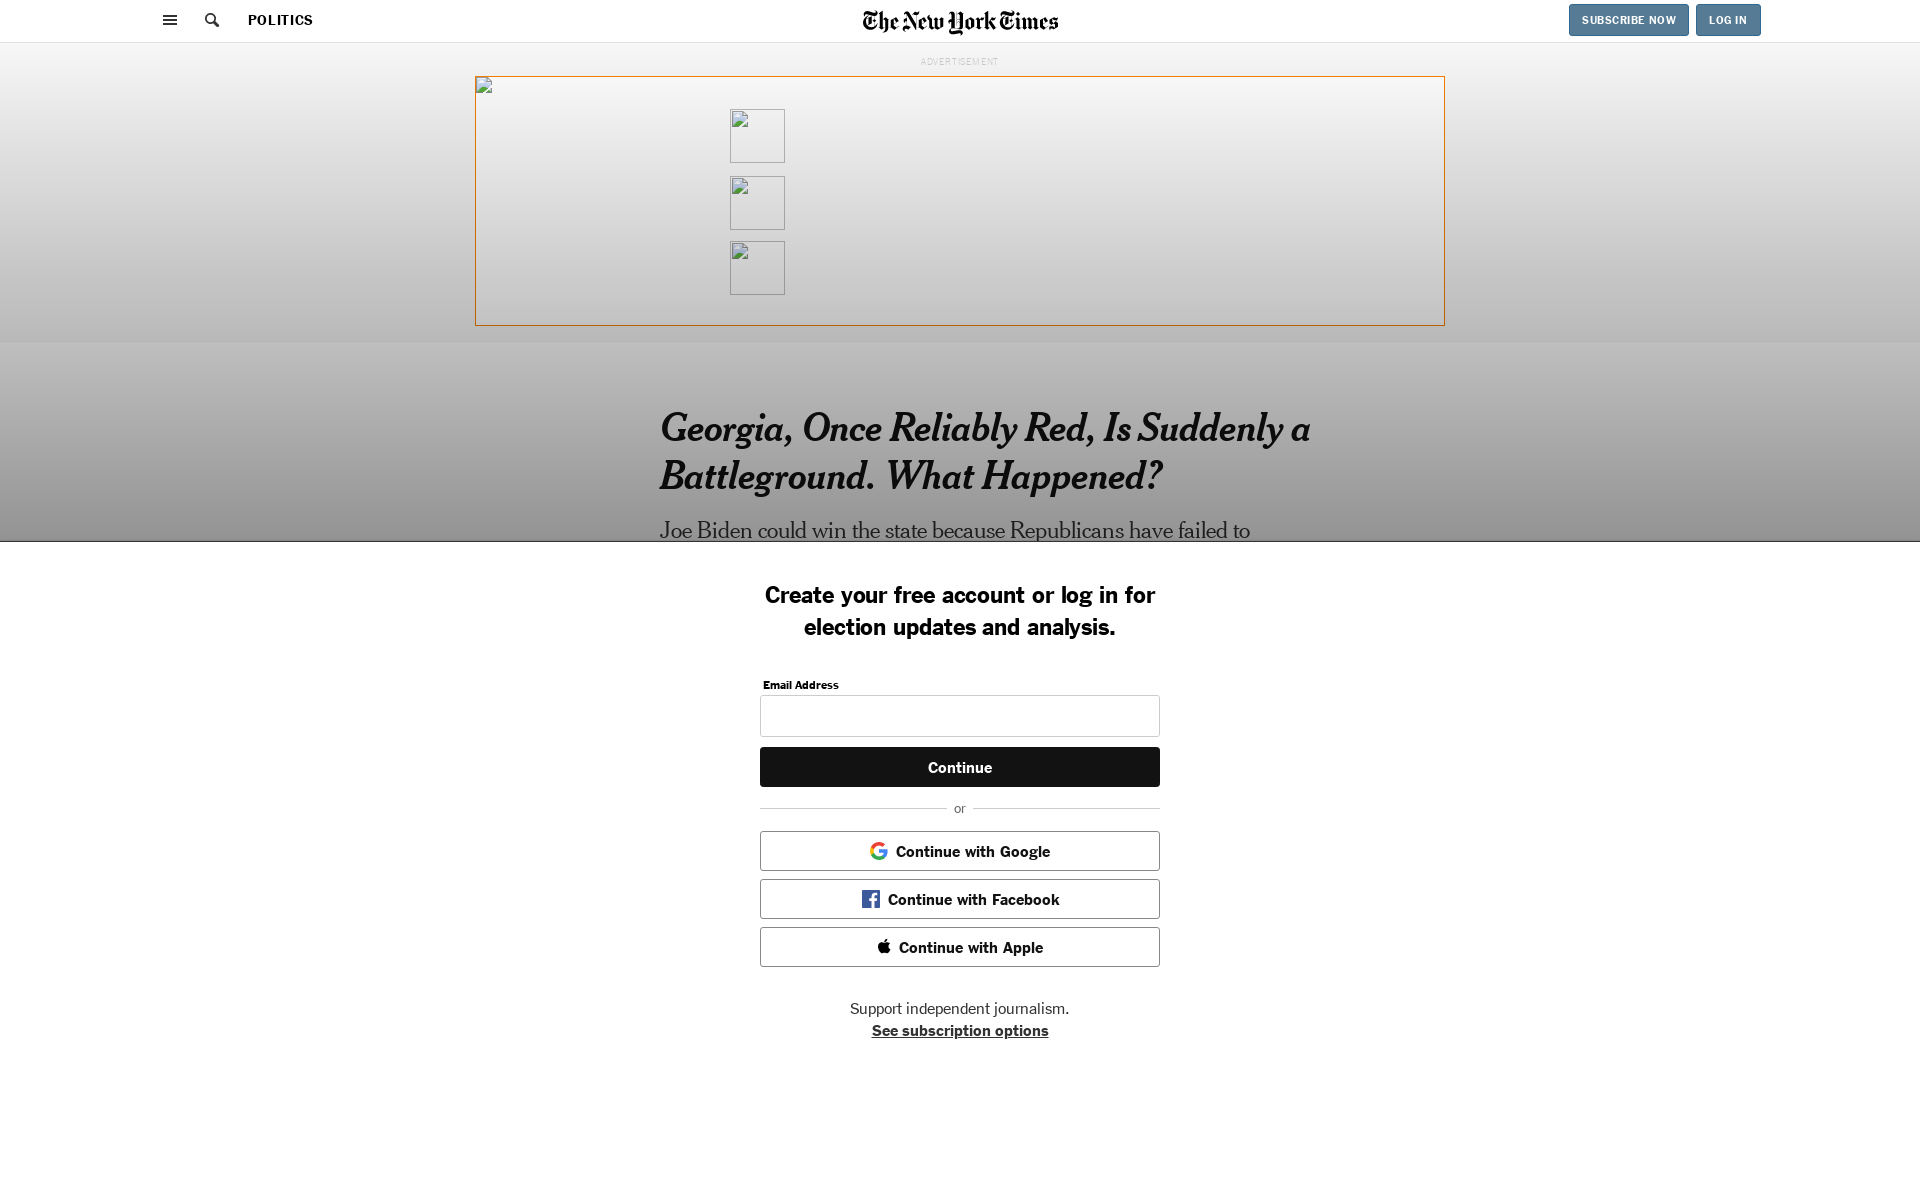 POLITICS
The New York Times
SUBSCRIBE NOW
LOG IN
ADVERTISEMENT
Georgia, Once Reliably Red, Is Suddenly a
Battleground. What Happened?
Joe Biden could win the state because Republicans have failed to
Create your free account or log in for
election updates and analysis.
Email Address
Continue
or
Continue with Google
Continue with Facebook
Continue with Apple
Support independent journalism.
See subscription options